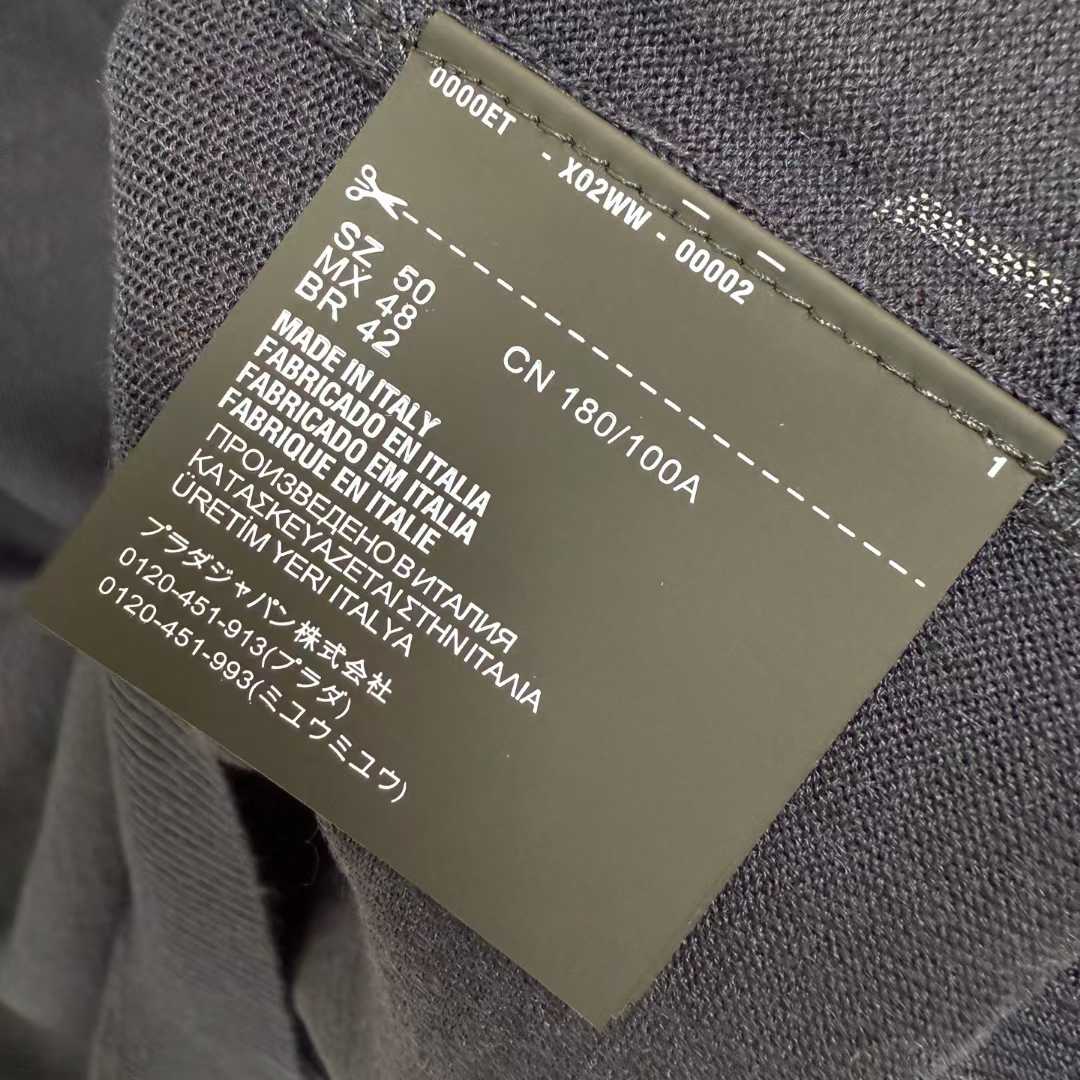 0000ET - X02WW - 00002
1
SZ 50
MX 48
BR 42
CN 180/100A
MADE IN ITALY
FABRICADO EN ITALIA
FABRICADO EM ITALIA
FABRIQUE EN ITALIE
ПРОИЗВЕДЕНО В ИТАЛИЯ
ΚΑΤΑΣΚΕΥΑΖΕΤΑΙ ΣΤΗΝ ΙΤΑΛΙΑ
ÜRETİM YERI ITALYA
プラダジャパン株式会社
0120-451-913(プラダ)
0120-451-993(ミユウミユウ)